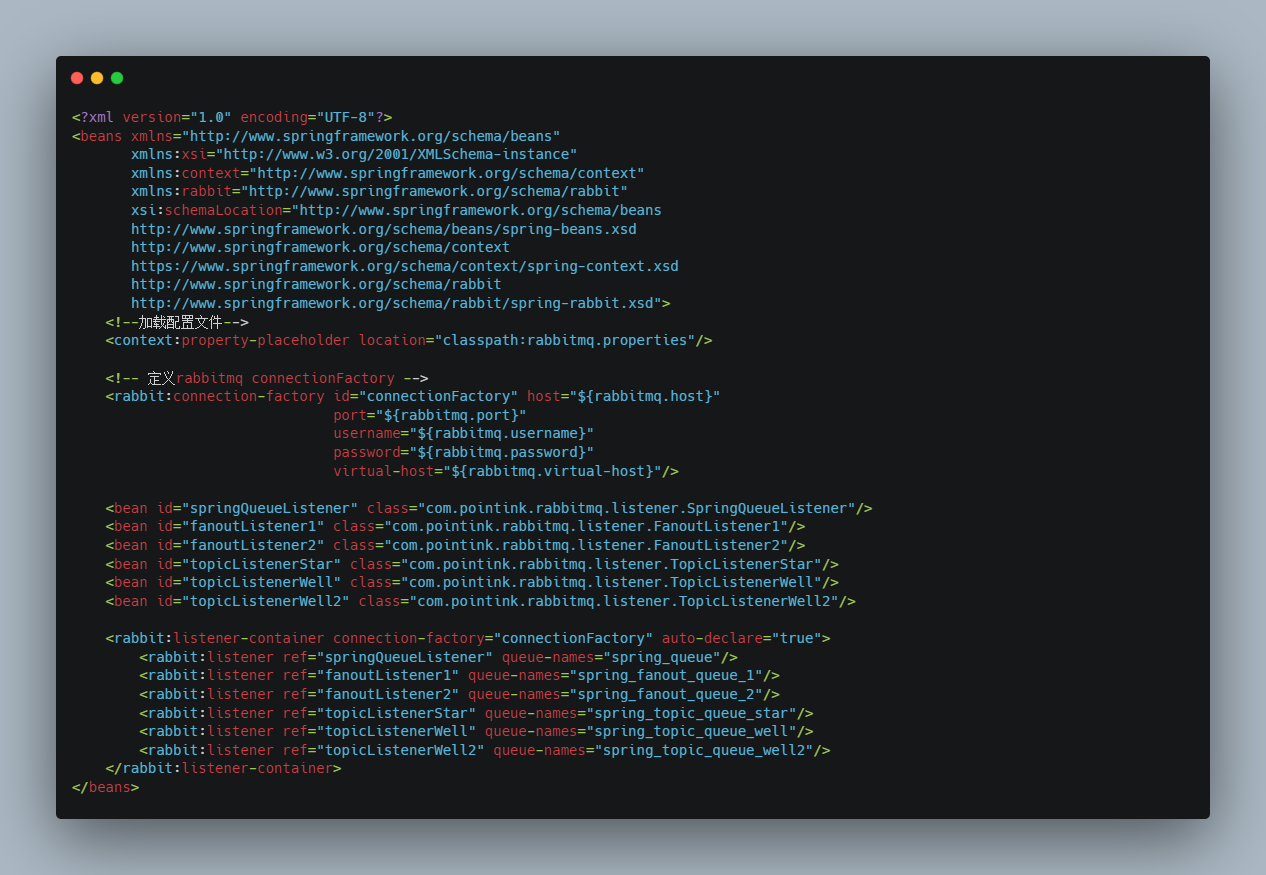 <?xml version="1.0" encoding="UTF-8"?>
<beans xmlns="http://www.springframework.org/schema/beans"
       xmlns:xsi="http://www.w3.org/2001/XMLSchema-instance"
       xmlns:context="http://www.springframework.org/schema/context"
       xmlns:rabbit="http://www.springframework.org/schema/rabbit"
       xsi:schemaLocation="http://www.springframework.org/schema/beans
       http://www.springframework.org/schema/beans/spring-beans.xsd
       http://www.springframework.org/schema/context
       https://www.springframework.org/schema/context/spring-context.xsd
       http://www.springframework.org/schema/rabbit
       http://www.springframework.org/schema/rabbit/spring-rabbit.xsd">
    <!--加载配置文件-->
    <context:property-placeholder location="classpath:rabbitmq.properties"/>

    <!-- 定义rabbitmq connectionFactory -->
    <rabbit:connection-factory id="connectionFactory" host="${rabbitmq.host}"
                               port="${rabbitmq.port}"
                               username="${rabbitmq.username}"
                               password="${rabbitmq.password}"
                               virtual-host="${rabbitmq.virtual-host}"/>

    <bean id="springQueueListener" class="com.pointink.rabbitmq.listener.SpringQueueListener"/>
    <bean id="fanoutListener1" class="com.pointink.rabbitmq.listener.FanoutListener1"/>
    <bean id="fanoutListener2" class="com.pointink.rabbitmq.listener.FanoutListener2"/>
    <bean id="topicListenerStar" class="com.pointink.rabbitmq.listener.TopicListenerStar"/>
    <bean id="topicListenerWell" class="com.pointink.rabbitmq.listener.TopicListenerWell"/>
    <bean id="topicListenerWell2" class="com.pointink.rabbitmq.listener.TopicListenerWell2"/>

    <rabbit:listener-container connection-factory="connectionFactory" auto-declare="true">
        <rabbit:listener ref="springQueueListener" queue-names="spring_queue"/>
        <rabbit:listener ref="fanoutListener1" queue-names="spring_fanout_queue_1"/>
        <rabbit:listener ref="fanoutListener2" queue-names="spring_fanout_queue_2"/>
        <rabbit:listener ref="topicListenerStar" queue-names="spring_topic_queue_star"/>
        <rabbit:listener ref="topicListenerWell" queue-names="spring_topic_queue_well"/>
        <rabbit:listener ref="topicListenerWell2" queue-names="spring_topic_queue_well2"/>
    </rabbit:listener-container>
</beans>